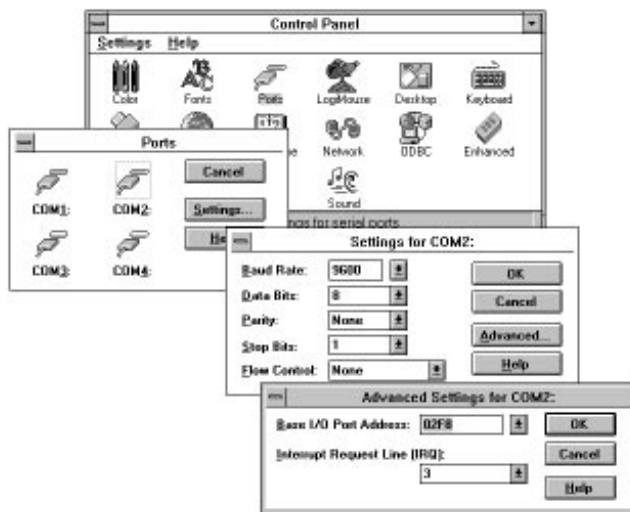 Control Panel
Settings Help
Color Fonts Ports LogiMouse Desktop Keyboard
Network ODBC Enhanced
Sound
for serial ports
Ports
COM1: COM2:
COM3: COM4:
Cancel
Settings...
Settings for COM2:
Baud Rate: 9600
Data Bits: 8
Parity: None
Stop Bits: 1
Flow Control: None
OK
Cancel
Advanced...
Help
Advanced Settings for COM2:
Base I/O Port Address: 02F8
Interrupt Request Line (IRQ):
3
OK
Cancel
Help